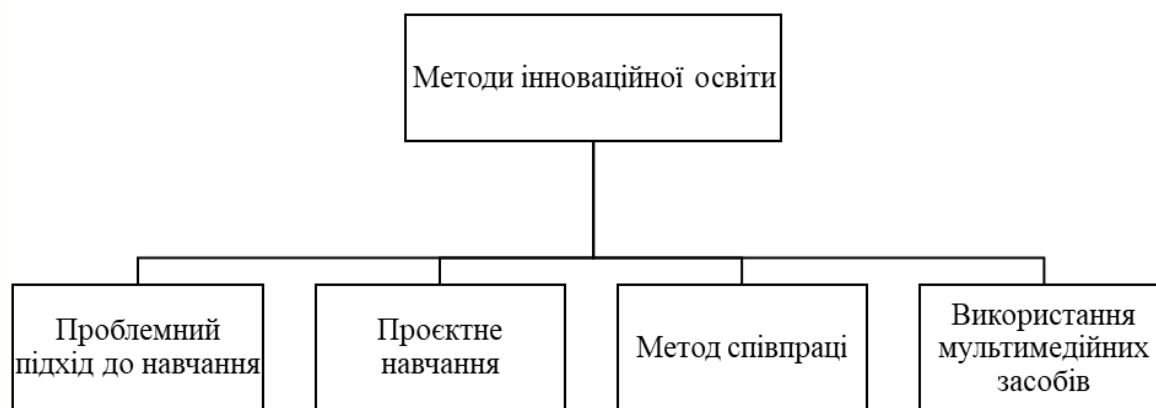 Методи інноваційної освіти
Проблемний
підхід до навчання
Проєктне
навчання
Метод співпраці
Використання
мультимедійних
засобів